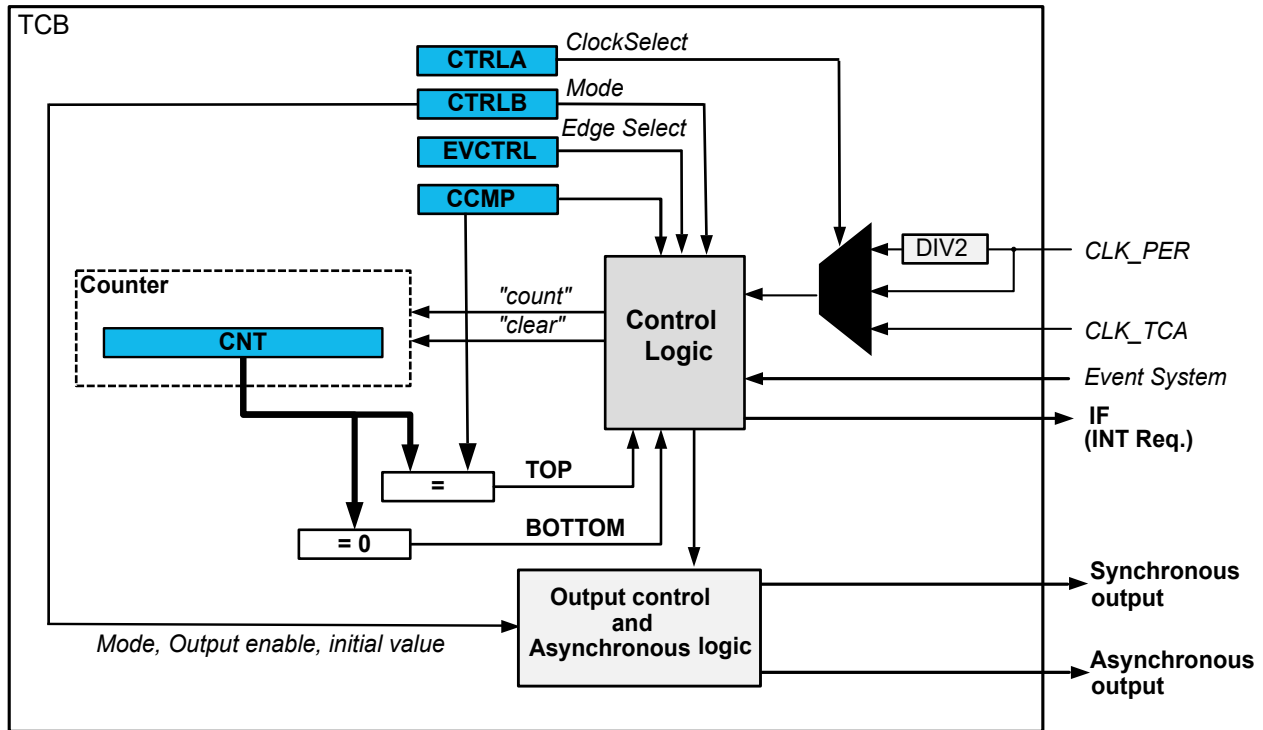 TCB
ClockSelect
CTRLA
Mode
CTRLB
Edge Select
EVCTRL
CCMP
DIV2
CLK_PER
Counter
"count"
Control
Logic
"clear"
CNT
CLK_TCA
Event System
IF
(INT Req.)
=
TOP
= 0
BOTTOM
Output control
and
Asynchronous logic
Synchronous
output
Mode, Output enable, initial value
Asynchronous
output